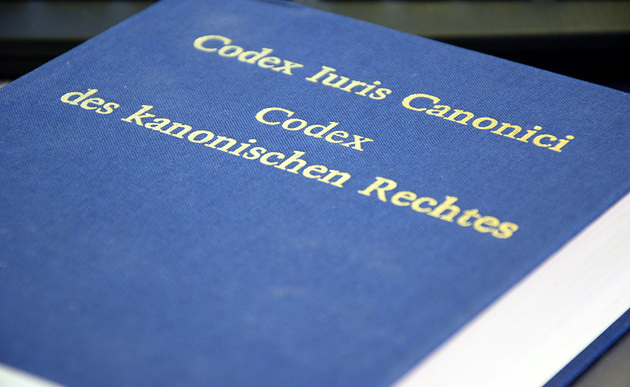 Codex Iuris Canonici
Codex
des kanonischen Rechtes